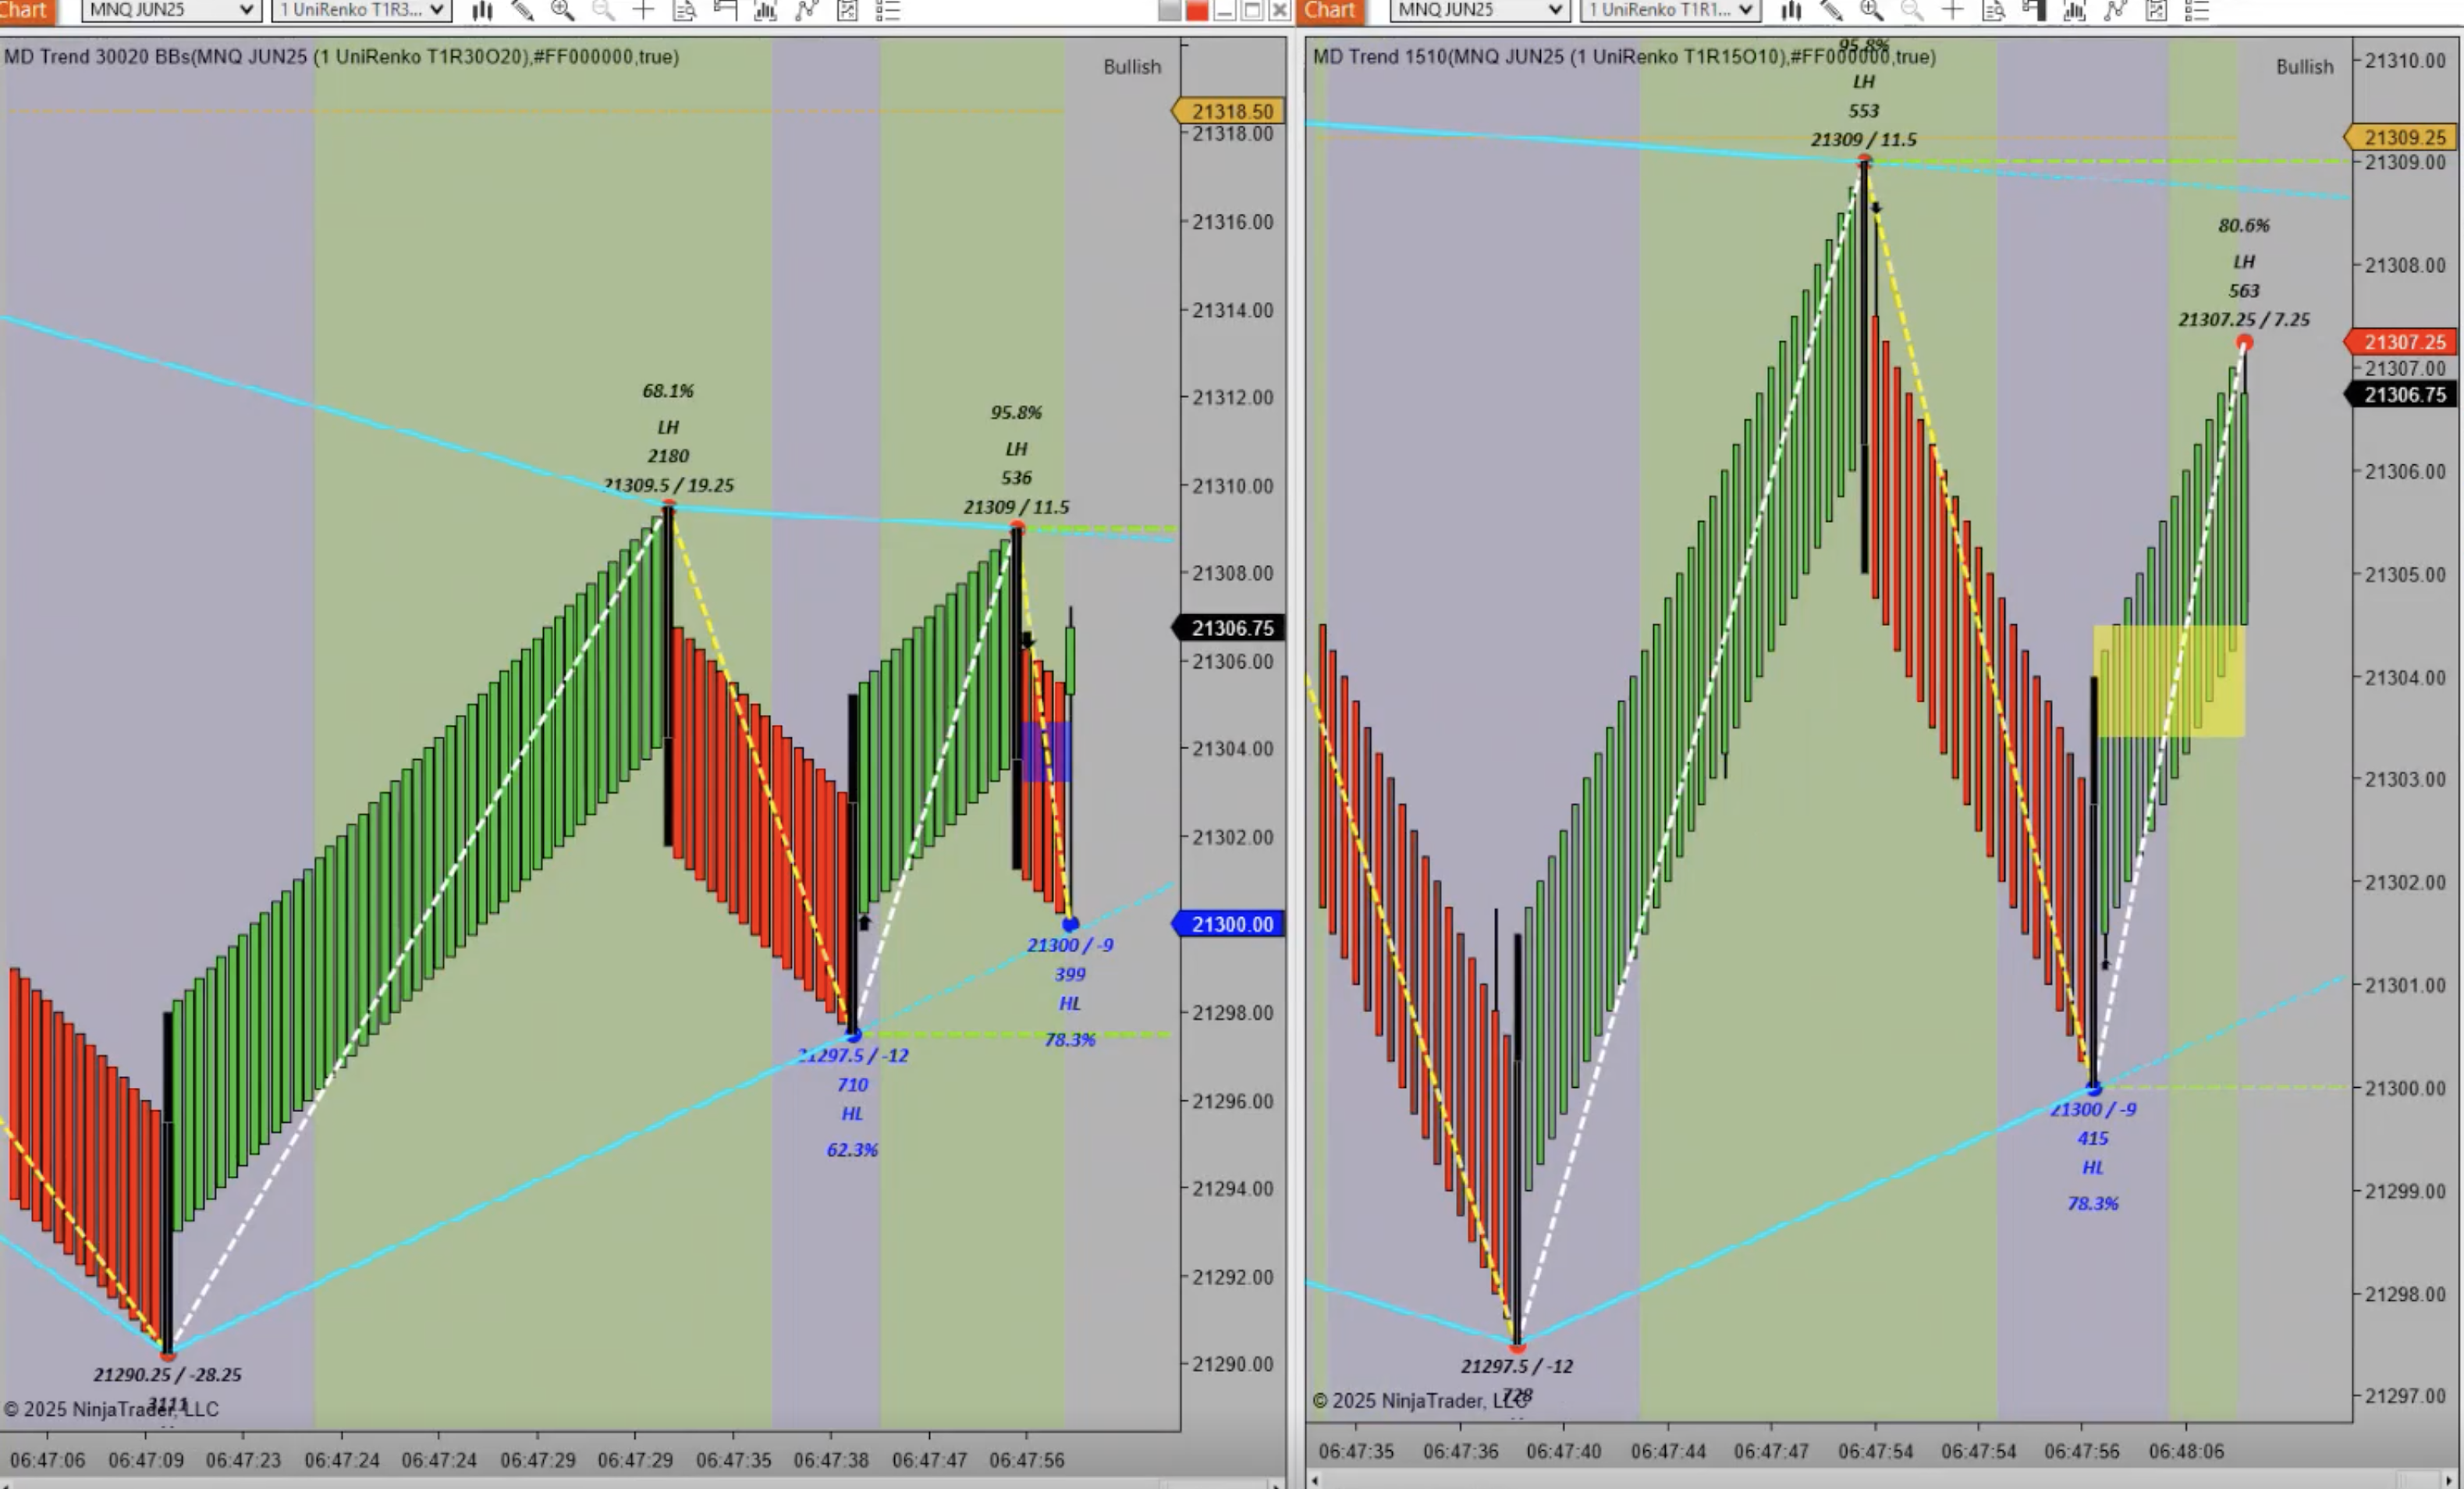 Chart
MNQ JUN25
1 UniRenko T1R3...
MD Trend 30020 BBs(MNQ JUN25 (1 UniRenko T1R30O20),#FF000000,true)
Bullish
21318.50
21318.00
21316.00
21314.00
21312.00
21310.00
21308.00
21306.75
21306.00
21304.00
21302.00
21300.00
21298.00
21296.00
21294.00
21292.00
21290.00
68.1%
LH
2180
21309.5 / 19.25
95.8%
LH
536
21309 / 11.5
21300 / -9
399
HL
78.3%
21297.5 / -12
710
HL
62.3%
21290.25 / -28.25
3111
© 2025 NinjaTrader, LLC
06:47:06
06:47:09
06:47:23
06:47:24
06:47:24
06:47:29
06:47:29
06:47:35
06:47:38
06:47:47
06:47:56
Chart
MNQ JUN25
1 UniRenko T1R1...
MD Trend 1510(MNQ JUN25 (1 UniRenko T1R15O10),#FF000000,true)
Bullish
95.8%
LH
553
21309 / 11.5
80.6%
LH
563
21307.25 / 7.25
21300 / -9
415
HL
78.3%
21297.5 / -12
728
© 2025 NinjaTrader, LLC
21310.00
21309.25
21309.00
21308.00
21307.25
21307.00
21306.75
21306.00
21305.00
21304.00
21303.00
21302.00
21301.00
21300.00
21299.00
21298.00
21297.00
06:47:35
06:47:36
06:47:40
06:47:44
06:47:47
06:47:54
06:47:54
06:47:56
06:48:06